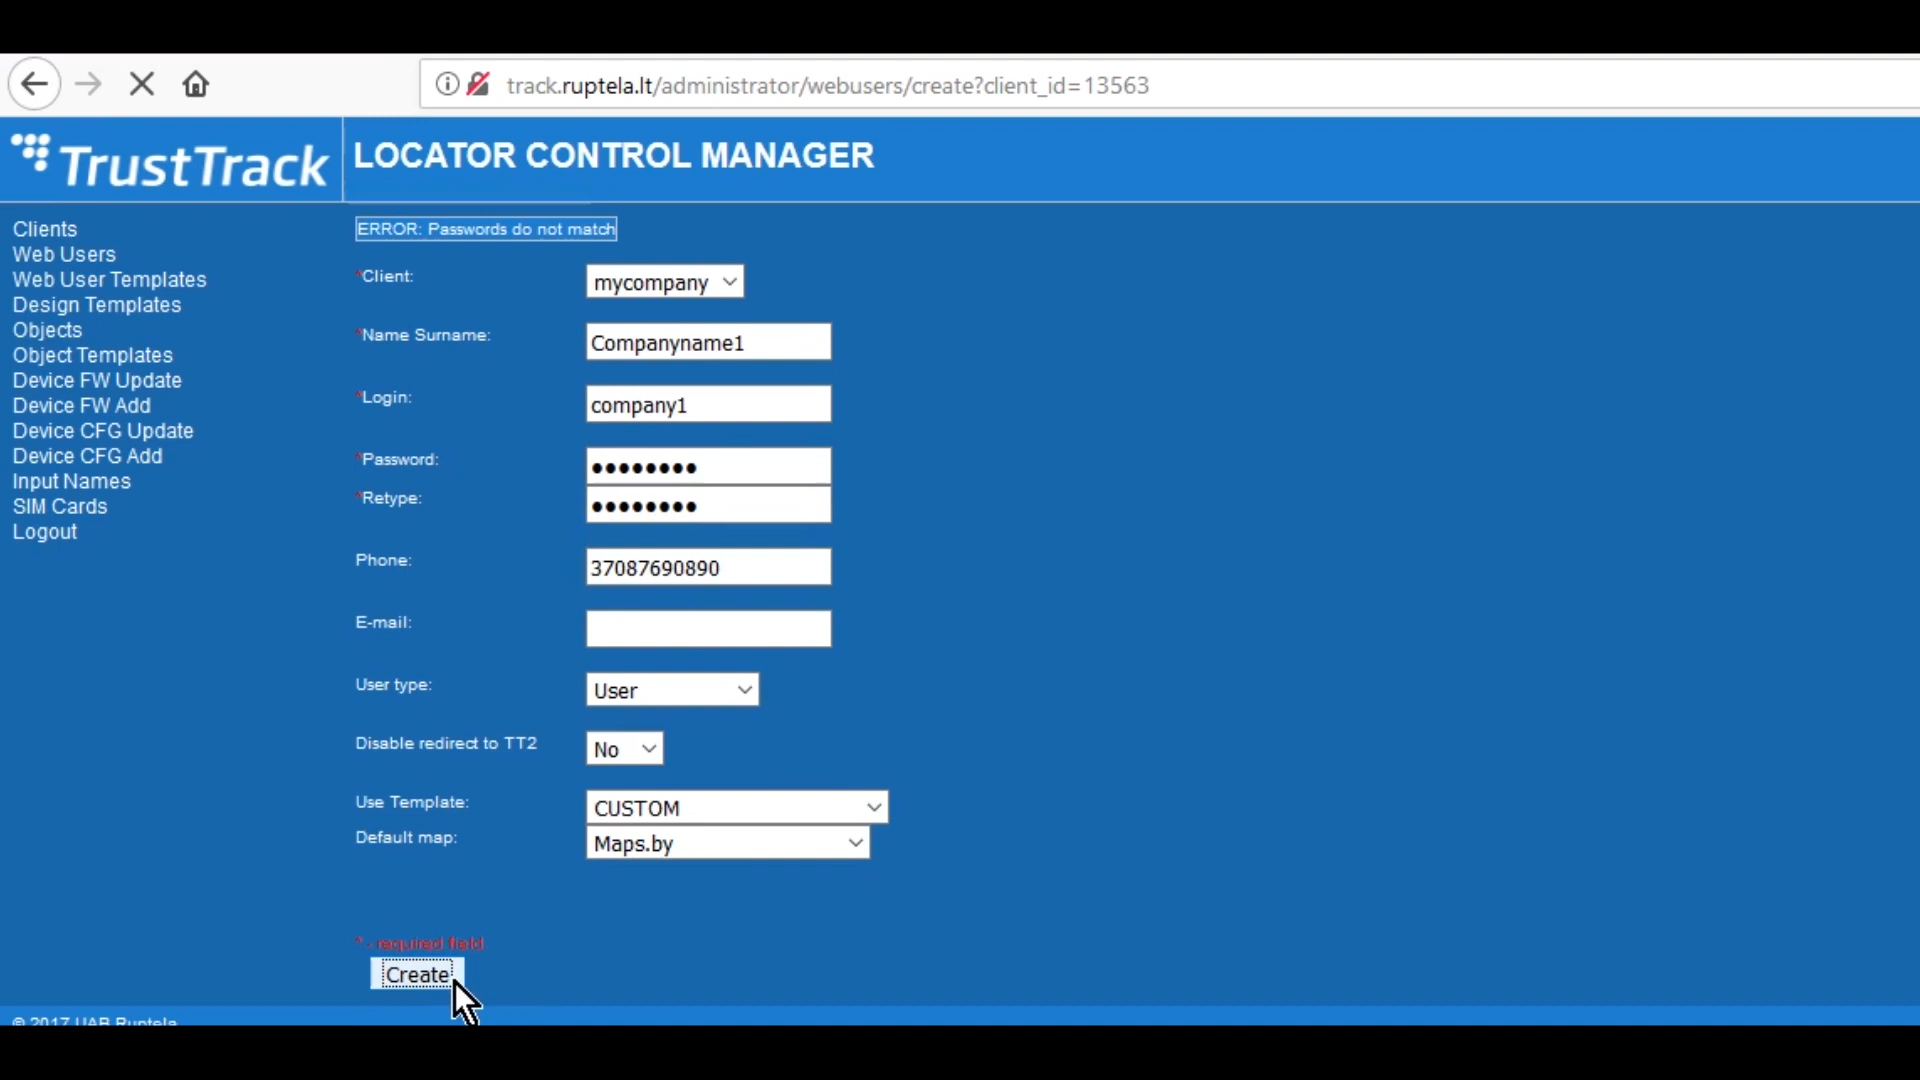 track.ruptela.lt/administrator/webusers/create?client_id=13563
TrustTrack
LOCATOR CONTROL MANAGER
Clients
Web Users
Web User Templates
Design Templates
Objects
Object Templates
Device FW Update
Device FW Add
Device CFG Update
Device CFG Add
Input Names
SIM Cards
Logout
ERROR: Passwords do not match
*Client: mycompany
*Name Surname: Companyname1
*Login: company1
*Password: ●●●●●●●●
*Retype: ●●●●●●●●
Phone: 37087690890
E-mail:
User type: User
Disable redirect to TT2 No
Use Template: CUSTOM
Default map: Maps.by
* - required field
Create
© 2017 UAB Ruptela